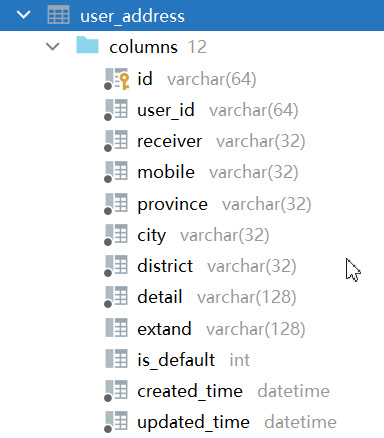 user_address
columns 12
id varchar(64)
user_id varchar(64)
receiver varchar(32)
mobile varchar(32)
province varchar(32)
city varchar(32)
district varchar(32)
detail varchar(128)
extand varchar(128)
is_default int
created_time datetime
updated_time datetime